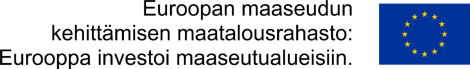 Euroopan maaseudun
kehittämisen maatalousrahasto:
Eurooppa investoi maaseutualueisiin.